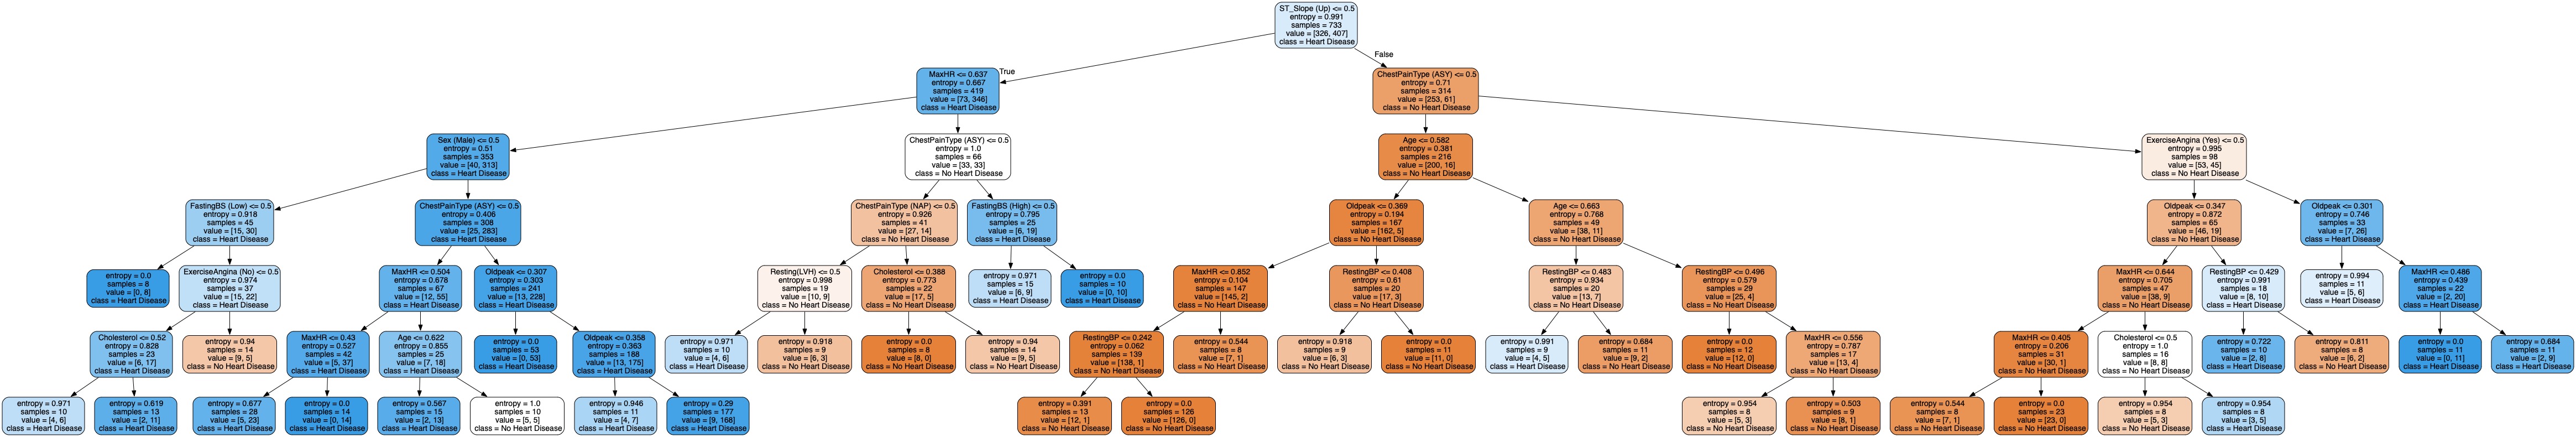 ST_Slope (Up) <= 0.5
entropy = 0.991
samples = 733
value = [326, 407]
class = Heart Disease
True
False
MaxHR <= 0.637
entropy = 0.667
samples = 419
value = [73, 346]
class = Heart Disease
ChestPainType (ASY) <= 0.5
entropy = 0.71
samples = 314
value = [253, 61]
class = No Heart Disease
Sex (Male) <= 0.5
entropy = 0.51
samples = 353
value = [40, 313]
class = Heart Disease
ChestPainType (ASY) <= 0.5
entropy = 1.0
samples = 66
value = [33, 33]
class = No Heart Disease
Age <= 0.582
entropy = 0.381
samples = 216
value = [200, 16]
class = No Heart Disease
ExerciseAngina (Yes) <= 0.5
entropy = 0.995
samples = 98
value = [53, 45]
class = No Heart Disease
FastingBS (Low) <= 0.5
entropy = 0.918
samples = 45
value = [15, 30]
class = Heart Disease
ChestPainType (ASY) <= 0.5
entropy = 0.406
samples = 308
value = [25, 283]
class = Heart Disease
ChestPainType (NAP) <= 0.5
entropy = 0.926
samples = 41
value = [27, 14]
class = No Heart Disease
FastingBS (High) <= 0.5
entropy = 0.795
samples = 25
value = [6, 19]
class = Heart Disease
Oldpeak <= 0.369
entropy = 0.194
samples = 167
value = [162, 5]
class = No Heart Disease
Age <= 0.663
entropy = 0.768
samples = 49
value = [38, 11]
class = No Heart Disease
Oldpeak <= 0.347
entropy = 0.872
samples = 65
value = [46, 19]
class = No Heart Disease
Oldpeak <= 0.301
entropy = 0.746
samples = 33
value = [7, 26]
class = Heart Disease
entropy = 0.0
samples = 8
value = [0, 8]
class = Heart Disease
ExerciseAngina (No) <= 0.5
entropy = 0.974
samples = 37
value = [15, 22]
class = Heart Disease
MaxHR <= 0.504
entropy = 0.678
samples = 67
value = [12, 55]
class = Heart Disease
Oldpeak <= 0.307
entropy = 0.303
samples = 241
value = [13, 228]
class = Heart Disease
Resting(LVH) <= 0.5
entropy = 0.998
samples = 19
value = [10, 9]
class = No Heart Disease
Cholesterol <= 0.388
entropy = 0.773
samples = 22
value = [17, 5]
class = No Heart Disease
entropy = 0.971
samples = 15
value = [6, 9]
class = Heart Disease
entropy = 0.0
samples = 10
value = [0, 10]
class = Heart Disease
MaxHR <= 0.852
entropy = 0.104
samples = 147
value = [145, 2]
class = No Heart Disease
RestingBP <= 0.408
entropy = 0.61
samples = 20
value = [17, 3]
class = No Heart Disease
RestingBP <= 0.483
entropy = 0.934
samples = 20
value = [13, 7]
class = No Heart Disease
RestingBP <= 0.496
entropy = 0.579
samples = 29
value = [25, 4]
class = No Heart Disease
MaxHR <= 0.644
entropy = 0.705
samples = 47
value = [38, 9]
class = No Heart Disease
RestingBP <= 0.429
entropy = 0.991
samples = 18
value = [8, 10]
class = Heart Disease
entropy = 0.994
samples = 11
value = [5, 6]
class = Heart Disease
MaxHR <= 0.486
entropy = 0.439
samples = 22
value = [2, 20]
class = Heart Disease
Cholesterol <= 0.52
entropy = 0.828
samples = 23
value = [6, 17]
class = Heart Disease
entropy = 0.94
samples = 14
value = [9, 5]
class = No Heart Disease
MaxHR <= 0.43
entropy = 0.527
samples = 42
value = [5, 37]
class = Heart Disease
Age <= 0.622
entropy = 0.855
samples = 25
value = [7, 18]
class = Heart Disease
entropy = 0.0
samples = 53
value = [0, 53]
class = Heart Disease
Oldpeak <= 0.358
entropy = 0.363
samples = 188
value = [13, 175]
class = Heart Disease
entropy = 0.971
samples = 10
value = [4, 6]
class = Heart Disease
entropy = 0.918
samples = 9
value = [6, 3]
class = No Heart Disease
entropy = 0.0
samples = 8
value = [8, 0]
class = No Heart Disease
entropy = 0.94
samples = 14
value = [9, 5]
class = No Heart Disease
RestingBP <= 0.242
entropy = 0.062
samples = 139
value = [138, 1]
class = No Heart Disease
entropy = 0.544
samples = 8
value = [7, 1]
class = No Heart Disease
entropy = 0.918
samples = 9
value = [6, 3]
class = No Heart Disease
entropy = 0.0
samples = 11
value = [11, 0]
class = No Heart Disease
entropy = 0.991
samples = 9
value = [4, 5]
class = Heart Disease
entropy = 0.684
samples = 11
value = [9, 2]
class = No Heart Disease
entropy = 0.0
samples = 12
value = [12, 0]
class = No Heart Disease
MaxHR <= 0.556
entropy = 0.787
samples = 17
value = [13, 4]
class = No Heart Disease
MaxHR <= 0.405
entropy = 0.206
samples = 31
value = [30, 1]
class = No Heart Disease
Cholesterol <= 0.5
entropy = 1.0
samples = 16
value = [8, 8]
class = No Heart Disease
entropy = 0.722
samples = 10
value = [2, 8]
class = Heart Disease
entropy = 0.811
samples = 8
value = [6, 2]
class = No Heart Disease
entropy = 0.0
samples = 11
value = [0, 11]
class = Heart Disease
entropy = 0.684
samples = 11
value = [2, 9]
class = Heart Disease
entropy = 0.971
samples = 10
value = [4, 6]
class = Heart Disease
entropy = 0.619
samples = 13
value = [2, 11]
class = Heart Disease
entropy = 0.677
samples = 28
value = [5, 23]
class = Heart Disease
entropy = 0.0
samples = 14
value = [0, 14]
class = Heart Disease
entropy = 0.567
samples = 15
value = [2, 13]
class = Heart Disease
entropy = 1.0
samples = 10
value = [5, 5]
class = No Heart Disease
entropy = 0.946
samples = 11
value = [4, 7]
class = Heart Disease
entropy = 0.29
samples = 177
value = [9, 168]
class = Heart Disease
entropy = 0.391
samples = 13
value = [12, 1]
class = No Heart Disease
entropy = 0.0
samples = 126
value = [126, 0]
class = No Heart Disease
entropy = 0.954
samples = 8
value = [5, 3]
class = No Heart Disease
entropy = 0.503
samples = 9
value = [8, 1]
class = No Heart Disease
entropy = 0.544
samples = 8
value = [7, 1]
class = No Heart Disease
entropy = 0.0
samples = 23
value = [23, 0]
class = No Heart Disease
entropy = 0.954
samples = 8
value = [5, 3]
class = No Heart Disease
entropy = 0.954
samples = 8
value = [3, 5]
class = Heart Disease